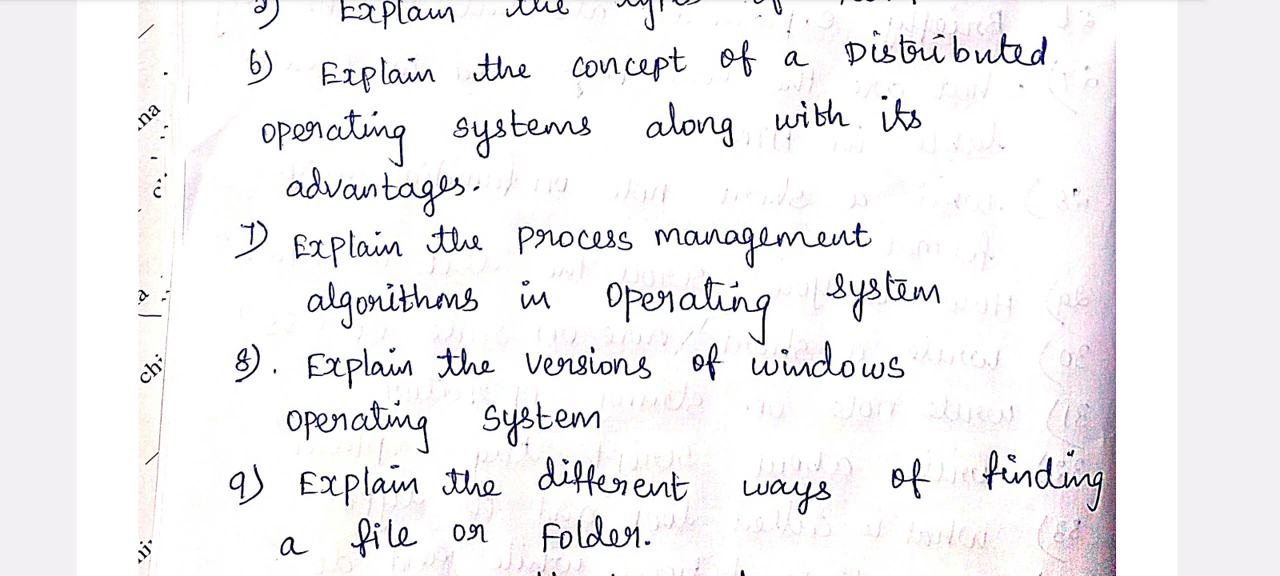 Explain the
6) Explain the concept of a Distributed
operating systems along with its
advantages.
7) Explain the process management
algorithms in operating system
8). Explain the versions of windows
operating system
9) Explain the different ways of finding
a file or Folder.